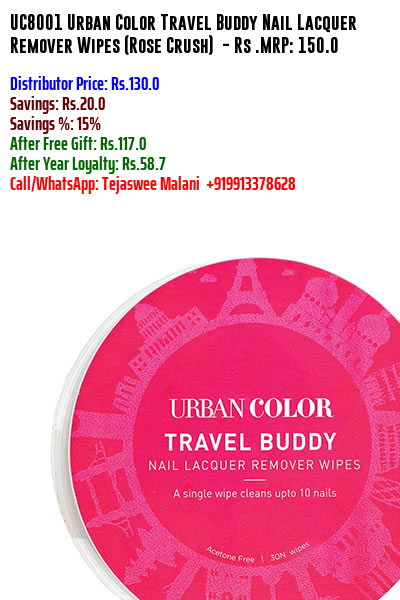 UC8001 Urban Color Travel Buddy Nail Lacquer
Remover Wipes (Rose Crush) - Rs .MRP: 150.0
Distributor Price: Rs.130.0
Savings: Rs.20.0
Savings %: 15%
After Free Gift: Rs.117.0
After Year Loyalty: Rs.58.7
Call/WhatsApp: Tejaswee Malani +919913378628
URBAN COLOR
TRAVEL BUDDY
NAIL LACQUER REMOVER WIPES
A single wipe cleans upto 10 nails
Acetone Free | 30N wipes